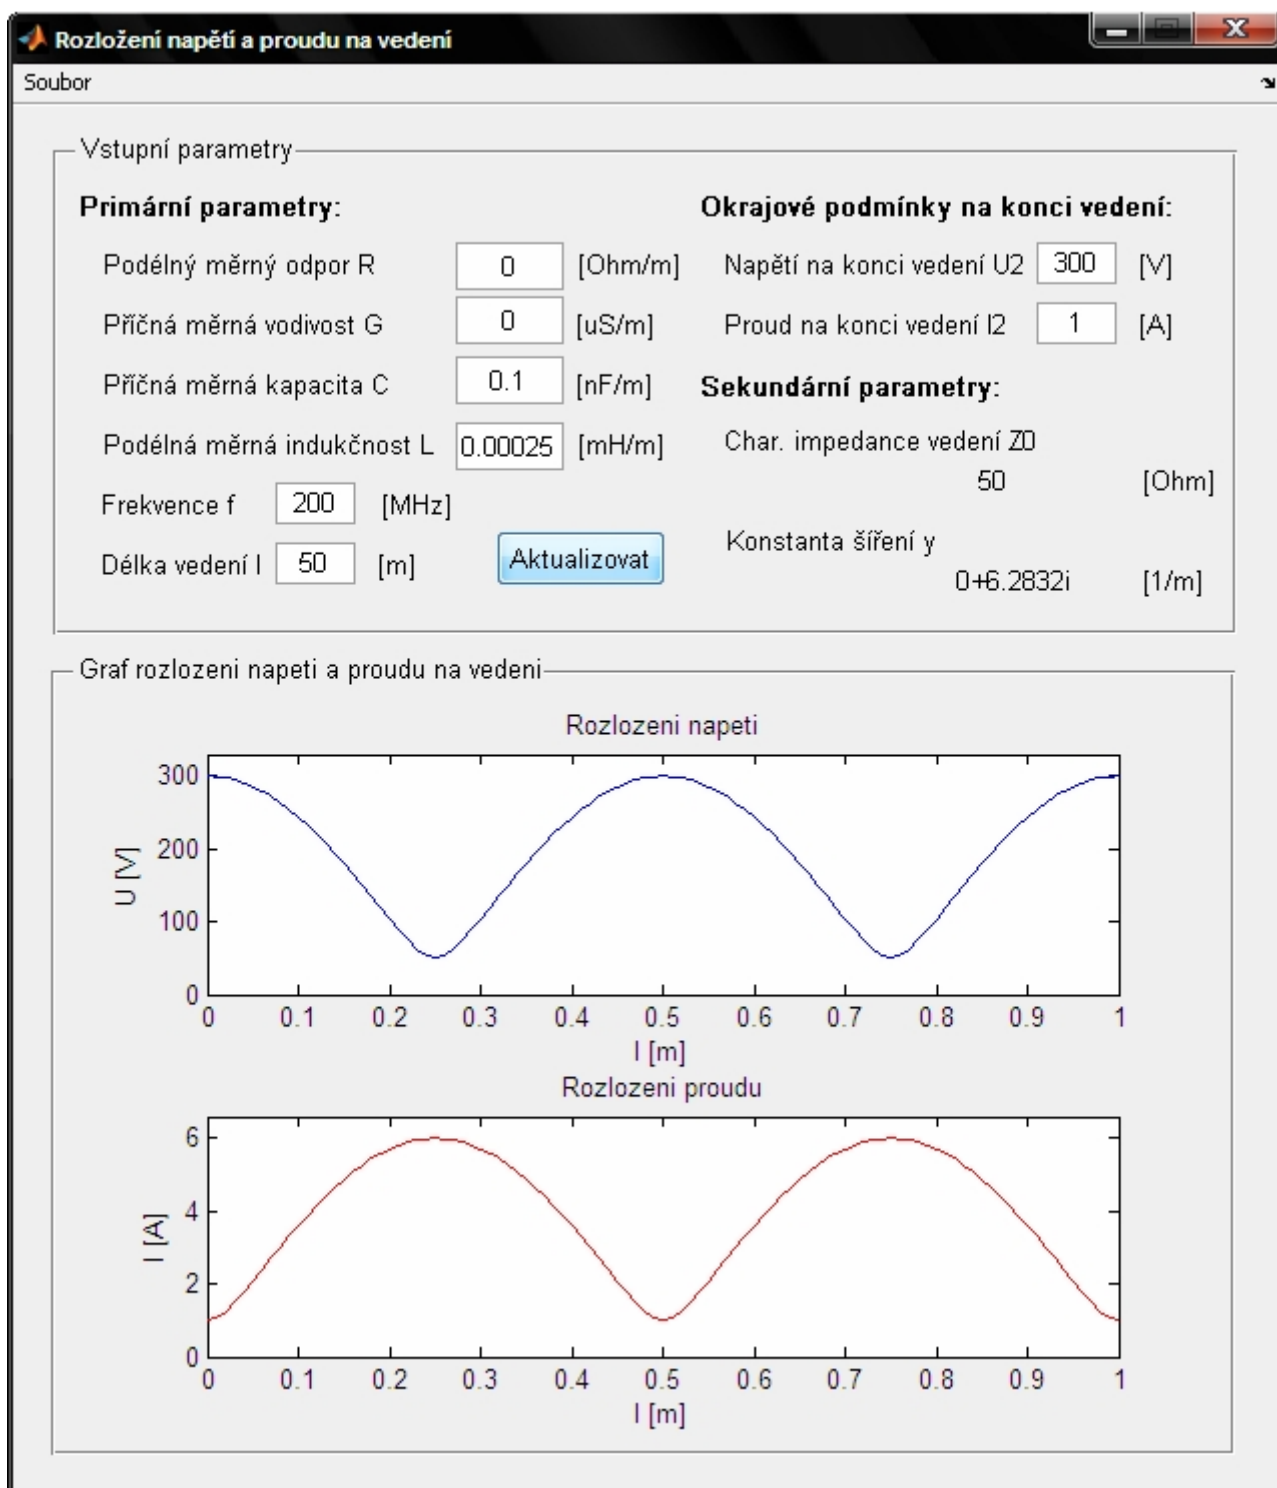 Rozložení napětí a proudu na vedení
Soubor
Vstupní parametry
Primární parametry:
Podélný měrný odpor R 0 [Ohm/m]
Příčná měrná vodivost G 0 [uS/m]
Příčná měrná kapacita C 0.1 [nF/m]
Podélná měrná indukčnost L 0.00025 [mH/m]
Frekvence f 200 [MHz]
Délka vedení l 50 [m]
Aktualizovat
Okrajové podmínky na konci vedení:
Napětí na konci vedení U2 300 [V]
Proud na konci vedení I2 1 [A]
Sekundární parametry:
Char. impedance vedení Z0
50 [Ohm]
Konstanta šíření y
0+6.2832i [1/m]
Graf rozlozeni napeti a proudu na vedeni
Rozlozeni napeti
300
200
100
0
U [V]
0 0.1 0.2 0.3 0.4 0.5 0.6 0.7 0.8 0.9 1
l [m]
Rozlozeni proudu
6
4
2
0
I [A]
0 0.1 0.2 0.3 0.4 0.5 0.6 0.7 0.8 0.9 1
l [m]